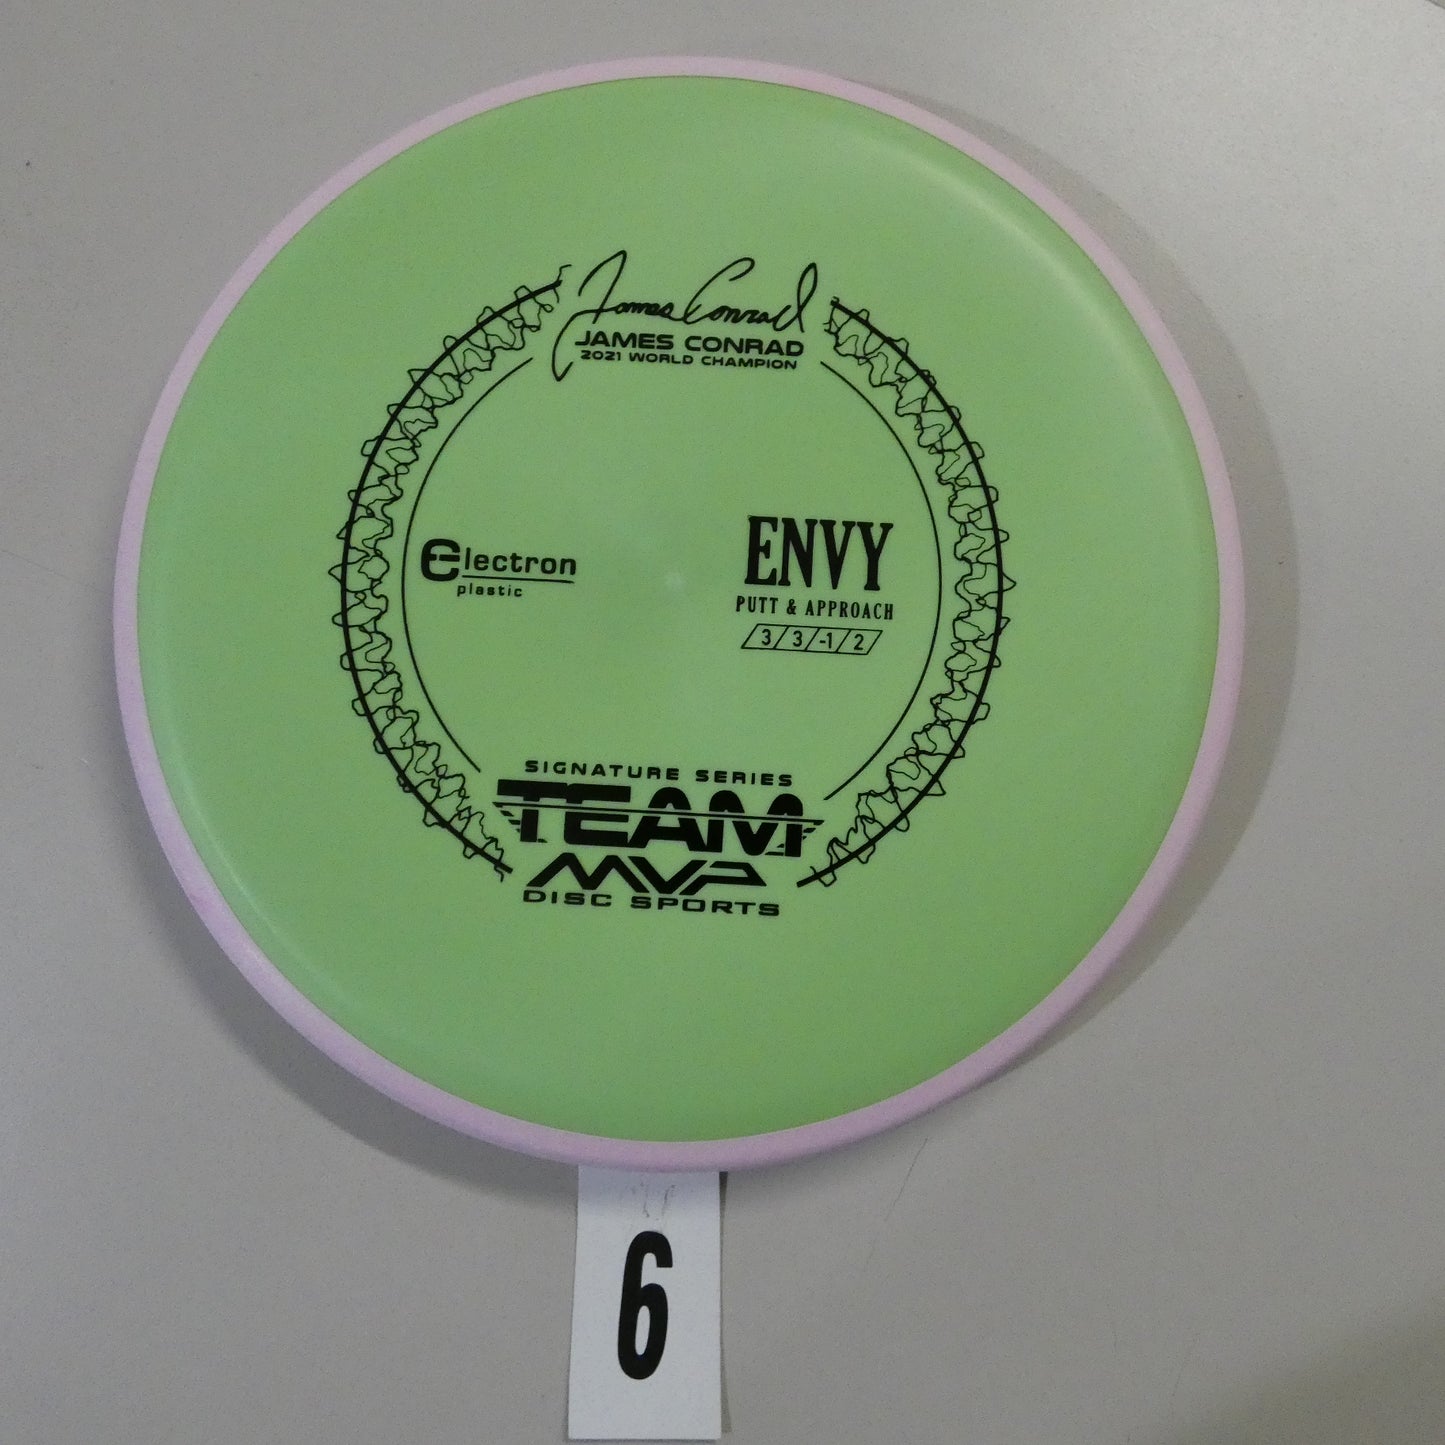 James Conrad
JAMES CONRAD
2021 WORLD CHAMPION
Electron
plastic
ENVY
PUTT & APPROACH
3/3/-1/2
SIGNATURE SERIES
TEAM
MVP
DISC SPORTS
6